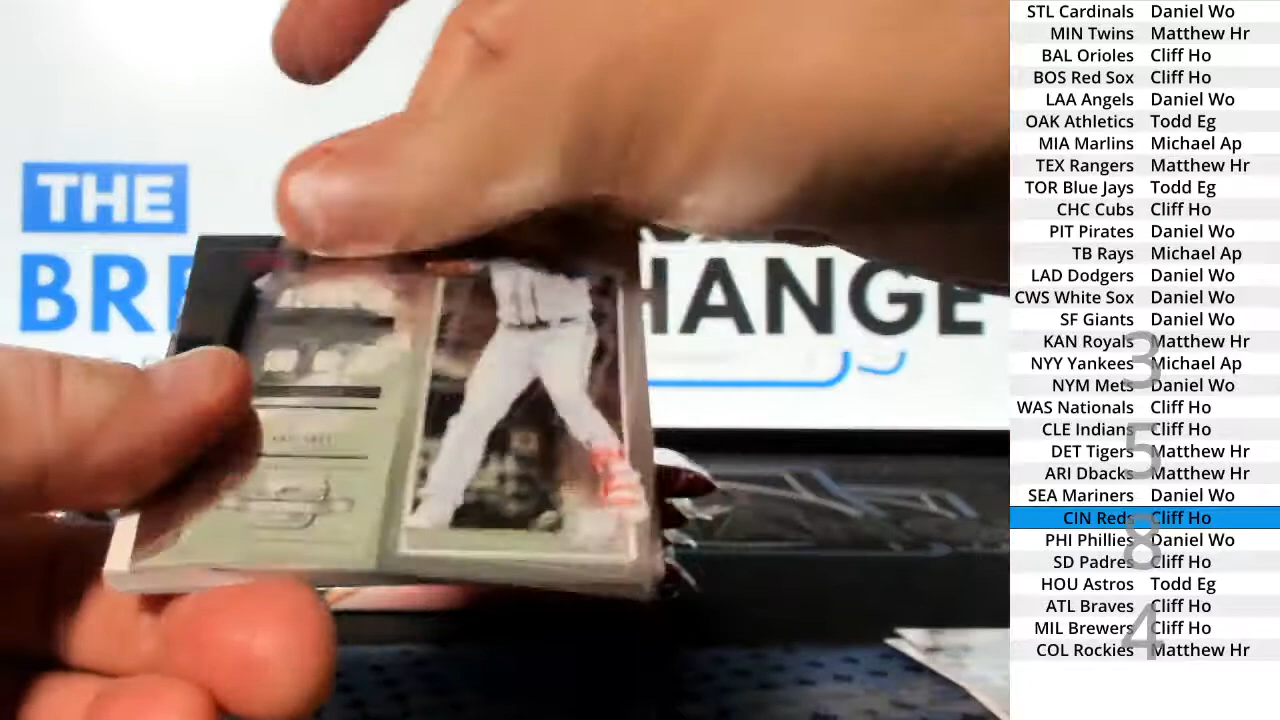 THE
BRE HANGE
STL Cardinals Daniel Wo
MIN Twins Matthew Hr
BAL Orioles Cliff Ho
BOS Red Sox Cliff Ho
LAA Angels Daniel Wo
OAK Athletics Todd Eg
MIA Marlins Michael Ap
TEX Rangers Matthew Hr
TOR Blue Jays Todd Eg
CHC Cubs Cliff Ho
PIT Pirates Daniel Wo
TB Rays Michael Ap
LAD Dodgers Daniel Wo
CWS White Sox Daniel Wo
SF Giants Daniel Wo
KAN Royals Matthew Hr
NYY Yankees Michael Ap
NYM Mets Daniel Wo
WAS Nationals Cliff Ho
CLE Indians Cliff Ho
DET Tigers Matthew Hr
ARI Dbacks Matthew Hr
SEA Mariners Daniel Wo
CIN Reds Cliff Ho
PHI Phillies Daniel Wo
SD Padres Cliff Ho
HOU Astros Todd Eg
ATL Braves Cliff Ho
MIL Brewers Cliff Ho
COL Rockies Matthew Hr
3
5
8
4